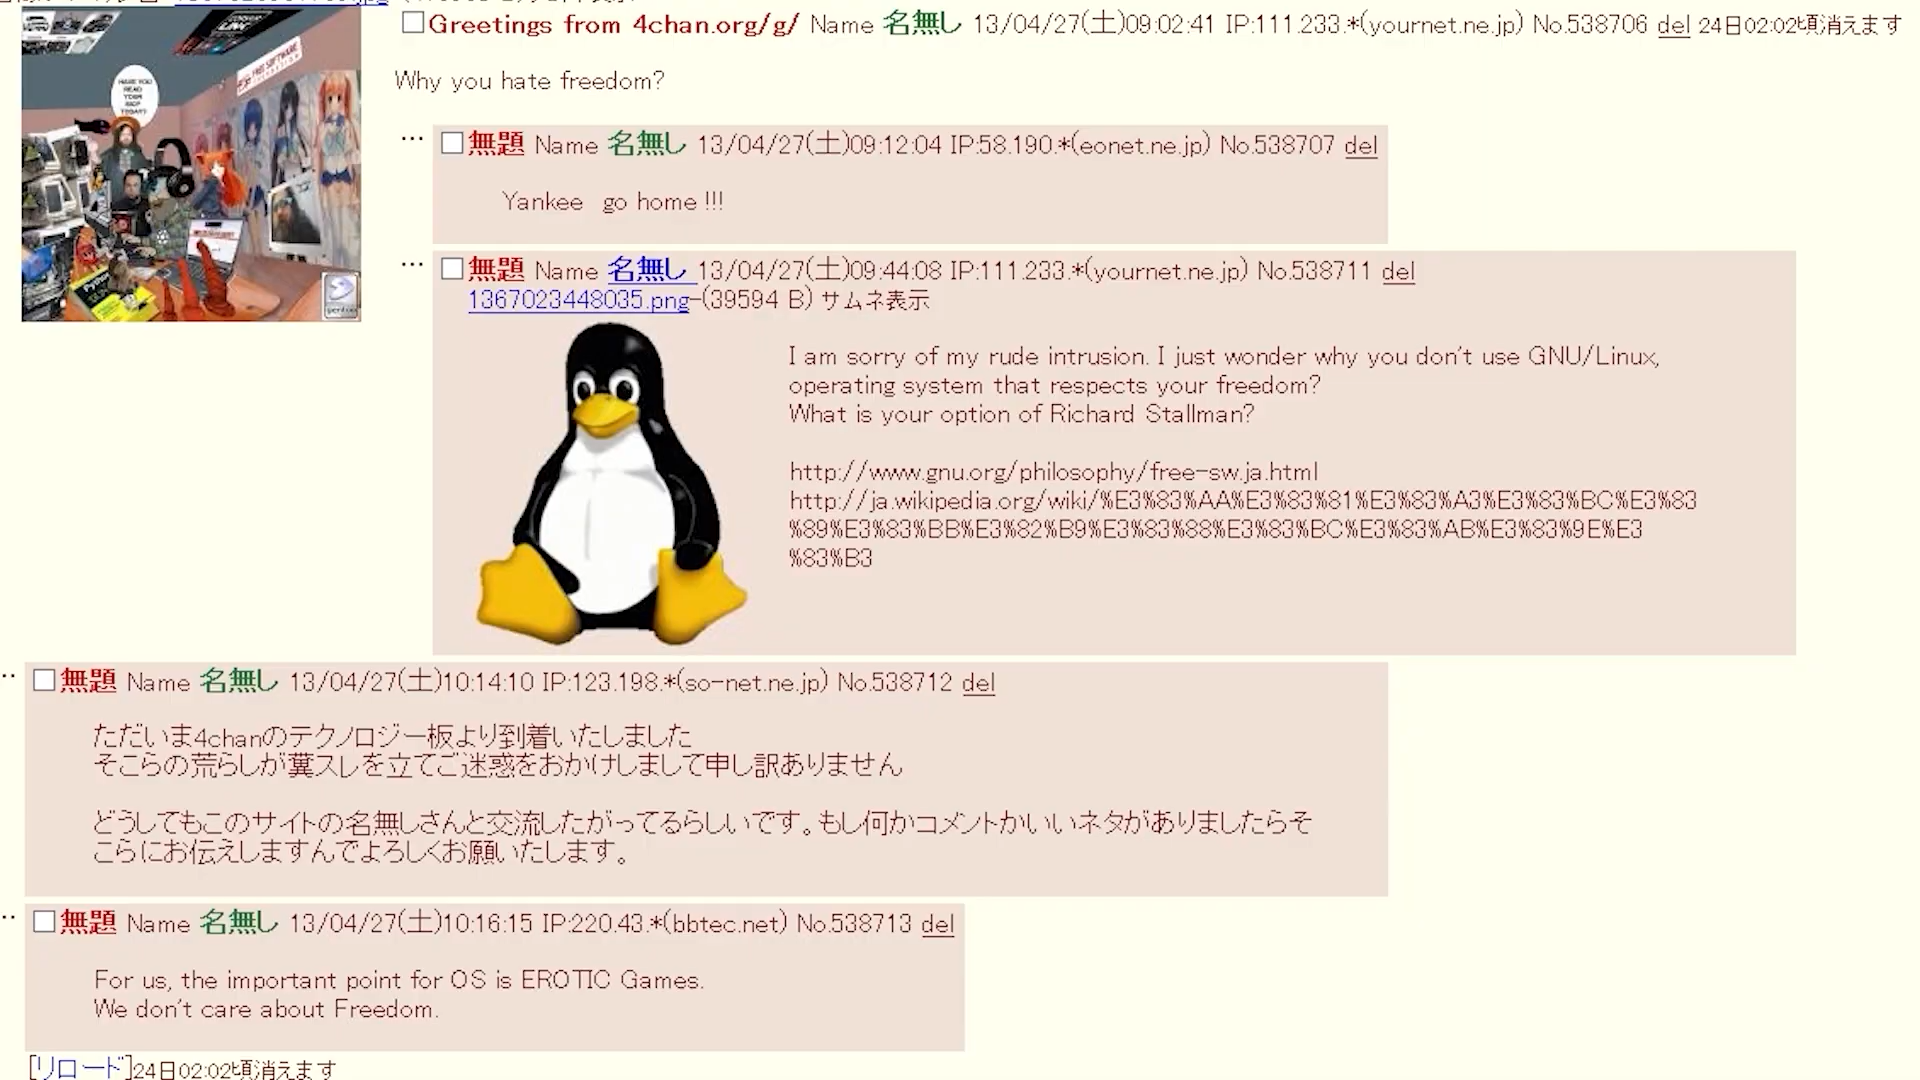 Greetings from 4chan.org/g/ Name 名無し 13/04/27(土)09:02:41 IP:111.233.*(yournet.ne.jp) No.538706 del 24日02:02頃消えます
HAVE YOU
READ
YOUR
SICP
TODAY?
Why you hate freedom?
… 無題 Name 名無し 13/04/27(土)09:12:04 IP:58.190.*(eonet.ne.jp) No.538707 del
Yankee go home !!!
… 無題 Name 名無し 13/04/27(土)09:44:08 IP:111.233.*(yournet.ne.jp) No.538711 del
1367023448035.png-(39594 B) サムネ表示
I am sorry of my rude intrusion. I just wonder why you don't use GNU/Linux,
operating system that respects your freedom?
What is your option of Richard Stallman?
http://www.gnu.org/philosophy/free-sw.ja.html
http://ja.wikipedia.org/wiki/%E3%83%AA%E3%83%81%E3%83%A3%E3%83%BC%E3%83
%89%E3%83%BB%E3%82%B9%E3%83%88%E3%83%BC%E3%83%AB%E3%83%9E%E3
%83%B3
無題 Name 名無し 13/04/27(土)10:14:10 IP:123.198.*(so-net.ne.jp) No.538712 del
ただいま4chanのテクノロジー板より到着いたしました
そこらの荒らしが糞スレを立てご迷惑をおかけしまして申し訳ありません
どうしてもこのサイトの名無しさんと交流したがってるらしいです。もし何かコメントかいいネタがありましたらそ
こらにお伝えしますんでよろしくお願いたします。
無題 Name 名無し 13/04/27(土)10:16:15 IP:220.43.*(bbtec.net) No.538713 del
For us, the important point for OS is EROTIC Games.
We don't care about Freedom.
[リロード]24日02:02頃消えます